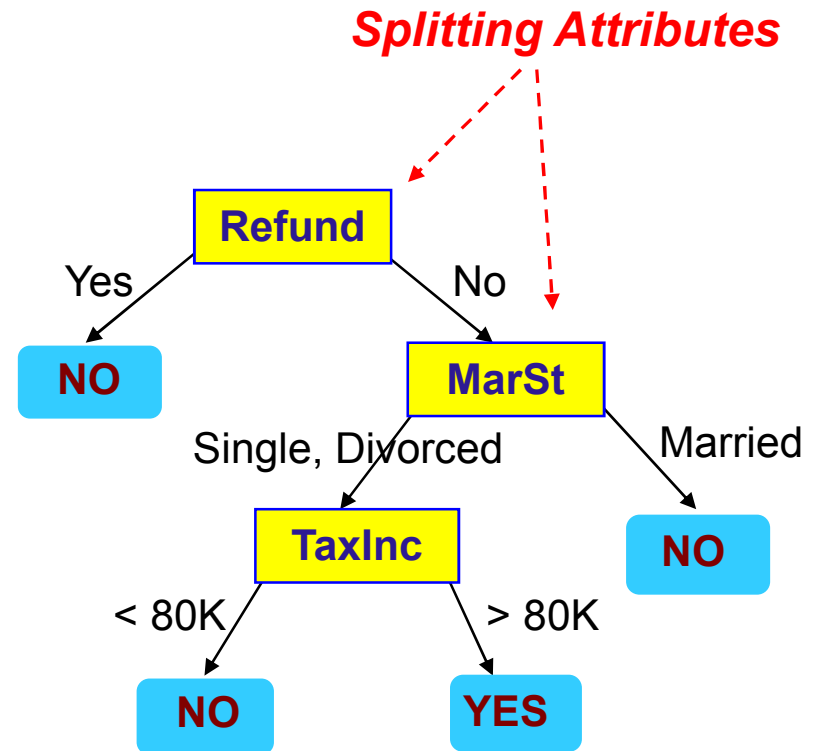 Splitting Attributes
Refund
Yes
No
NO
MarSt
Single, Divorced
Married
TaxInc
NO
< 80K
> 80K
NO
YES